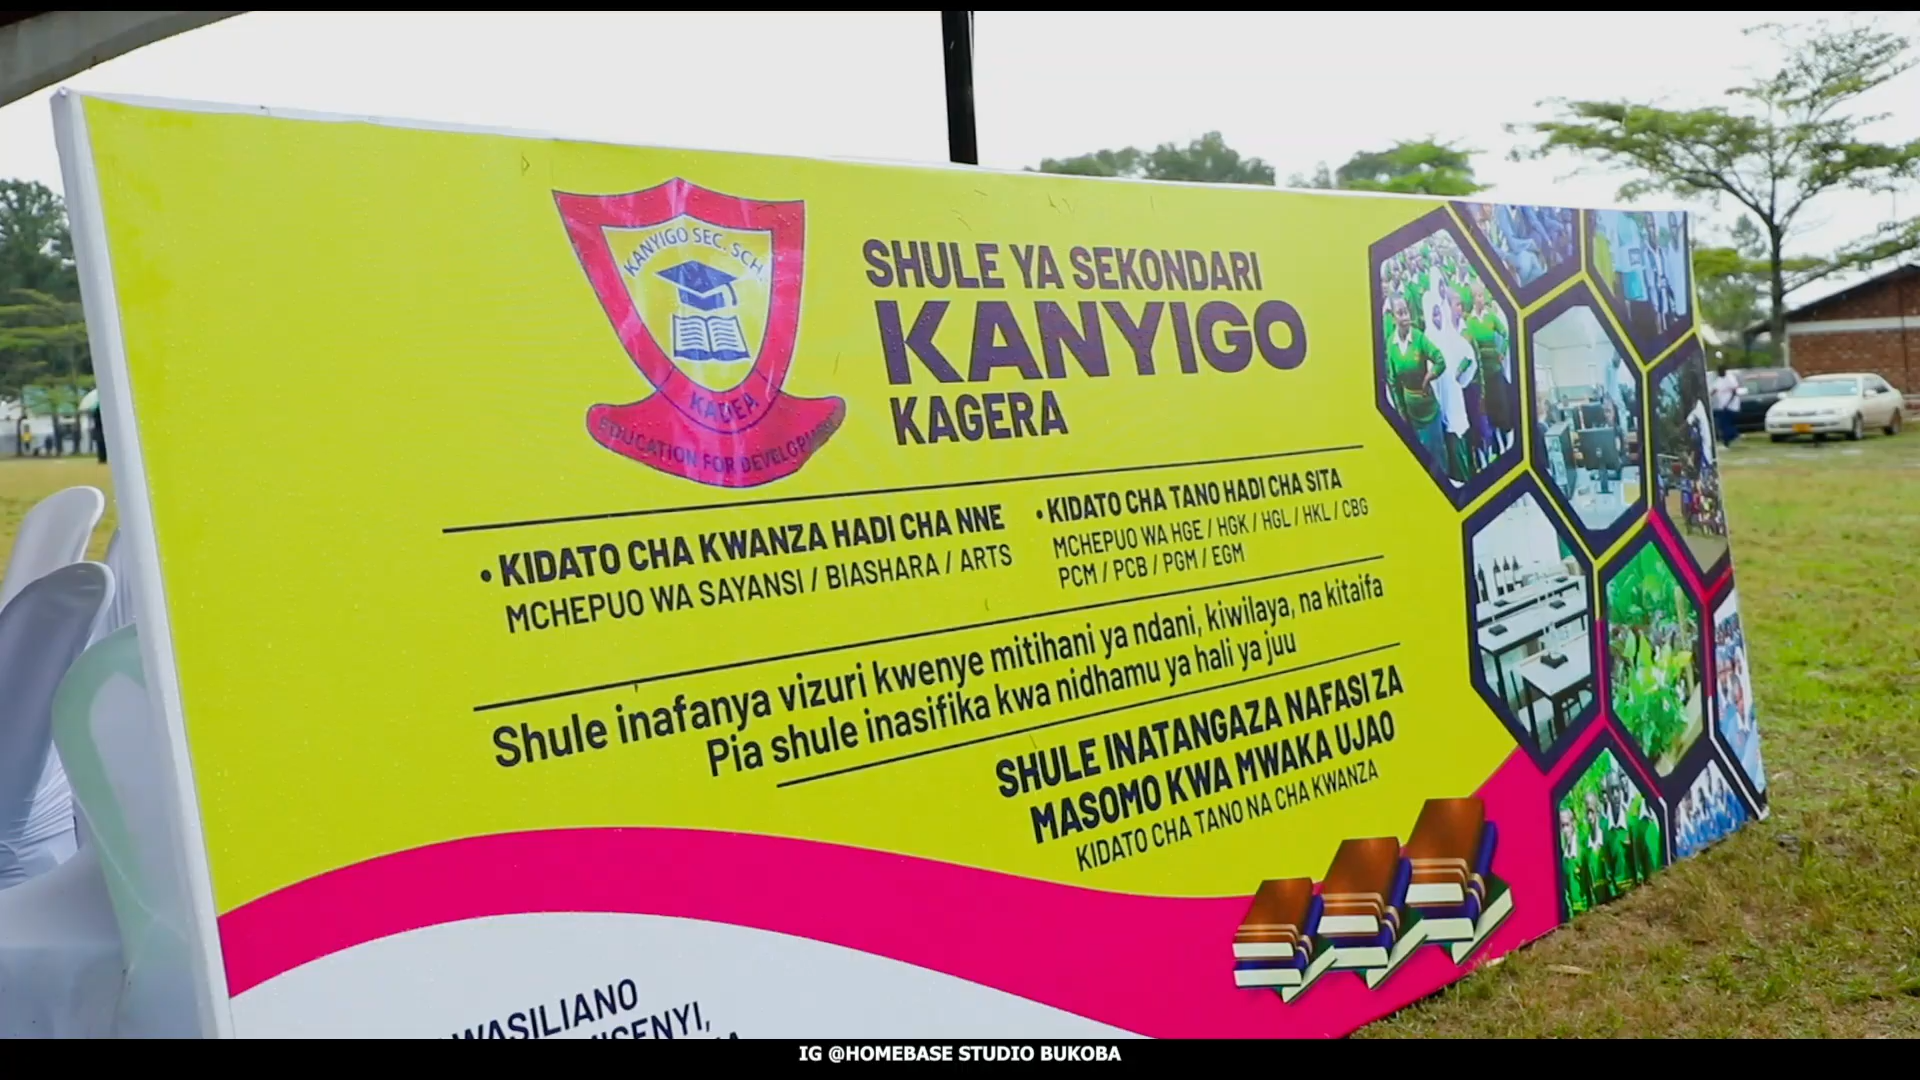 KANYIGO SEC. SCH.
KADEA
EDUCATION FOR DEVELOPMENT
SHULE YA SEKONDARI
KANYIGO
KAGERA
• KIDATO CHA KWANZA HADI CHA NNE
MCHEPUO WA SAYANSI / BIASHARA / ARTS
• KIDATO CHA TANO HADI CHA SITA
MCHEPUO WA HGE / HGK / HGL / HKL / CBG
PCM / PCB / PGM / EGM
Shule inafanya vizuri kwenye mitihani ya ndani, kiwilaya, na kitaifa
Pia shule inasifika kwa nidhamu ya hali ya juu
SHULE INATANGAZA NAFASI ZA
MASOMO KWA MWAKA UJAO
KIDATO CHA TANO NA CHA KWANZA
IG @HOMEBASE STUDIO BUKOBA